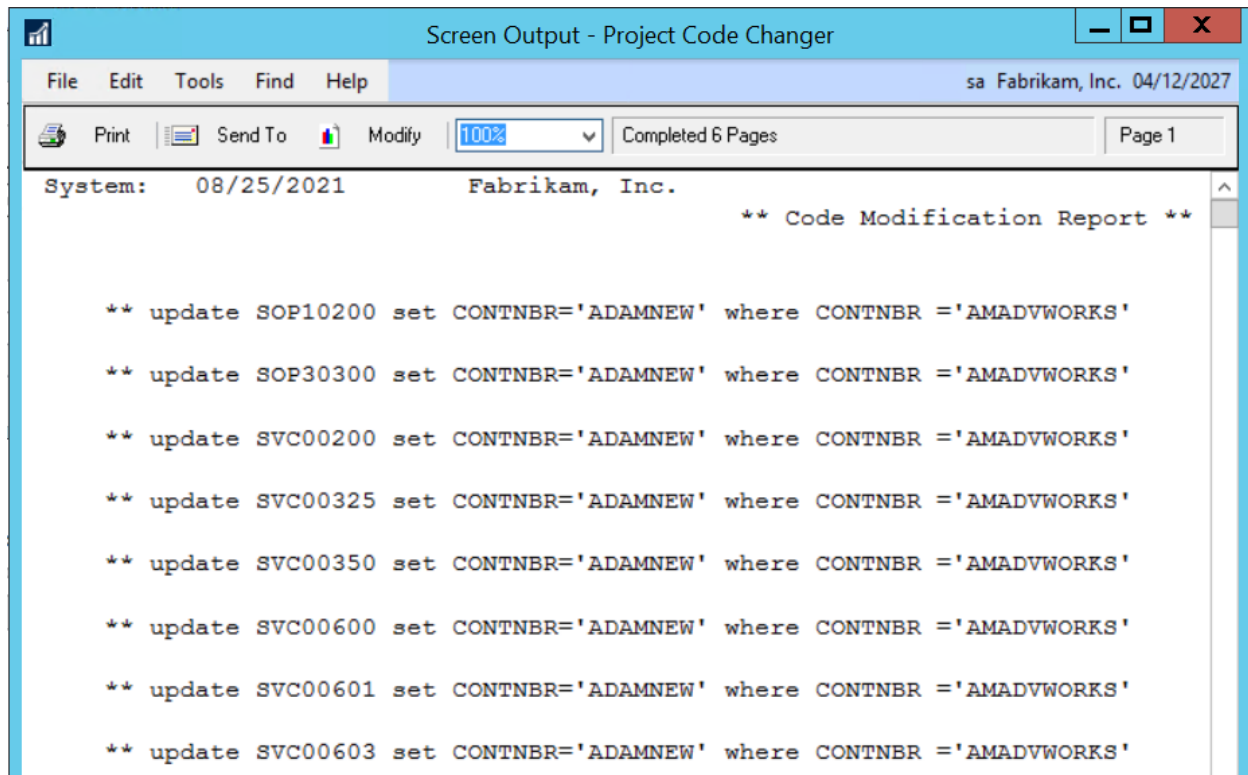 Screen Output - Project Code Changer
File Edit Tools Find Help sa Fabrikam, Inc. 04/12/2027
Print Send To Modify 100% Completed 6 Pages Page 1
System: 08/25/2021 Fabrikam, Inc.
** Code Modification Report **
** update SOP10200 set CONTNBR='ADAMNEW' where CONTNBR ='AMADVWORKS'
** update SOP30300 set CONTNBR='ADAMNEW' where CONTNBR ='AMADVWORKS'
** update SVC00200 set CONTNBR='ADAMNEW' where CONTNBR ='AMADVWORKS'
** update SVC00325 set CONTNBR='ADAMNEW' where CONTNBR ='AMADVWORKS'
** update SVC00350 set CONTNBR='ADAMNEW' where CONTNBR ='AMADVWORKS'
** update SVC00600 set CONTNBR='ADAMNEW' where CONTNBR ='AMADVWORKS'
** update SVC00601 set CONTNBR='ADAMNEW' where CONTNBR ='AMADVWORKS'
** update SVC00603 set CONTNBR='ADAMNEW' where CONTNBR ='AMADVWORKS'